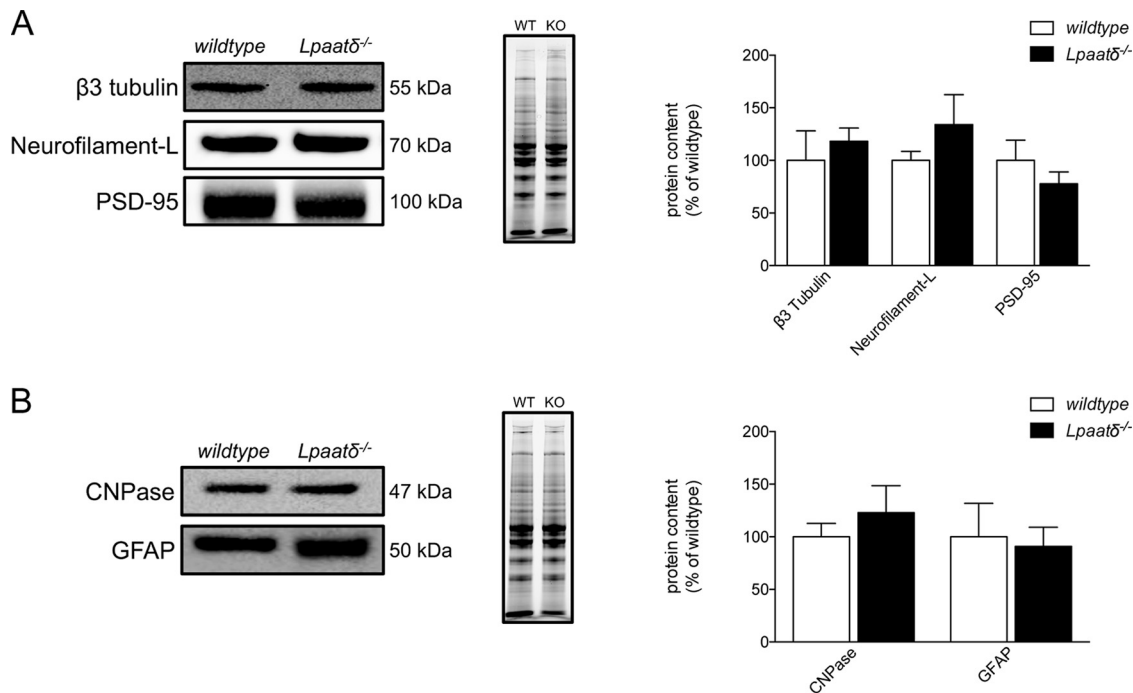 A
wildtype Lpaatδ-/-
β3 tubulin 55 kDa
Neurofilament-L 70 kDa
PSD-95 100 kDa
WT KO
wildtype
Lpaatδ-/-
protein content
(% of wildtype)
200
150
100
50
0
β3 Tubulin
Neurofilament-L
PSD-95
B
wildtype Lpaatδ-/-
CNPase 47 kDa
GFAP 50 kDa
WT KO
wildtype
Lpaatδ-/-
protein content
(% of wildtype)
200
150
100
50
0
CNPase
GFAP